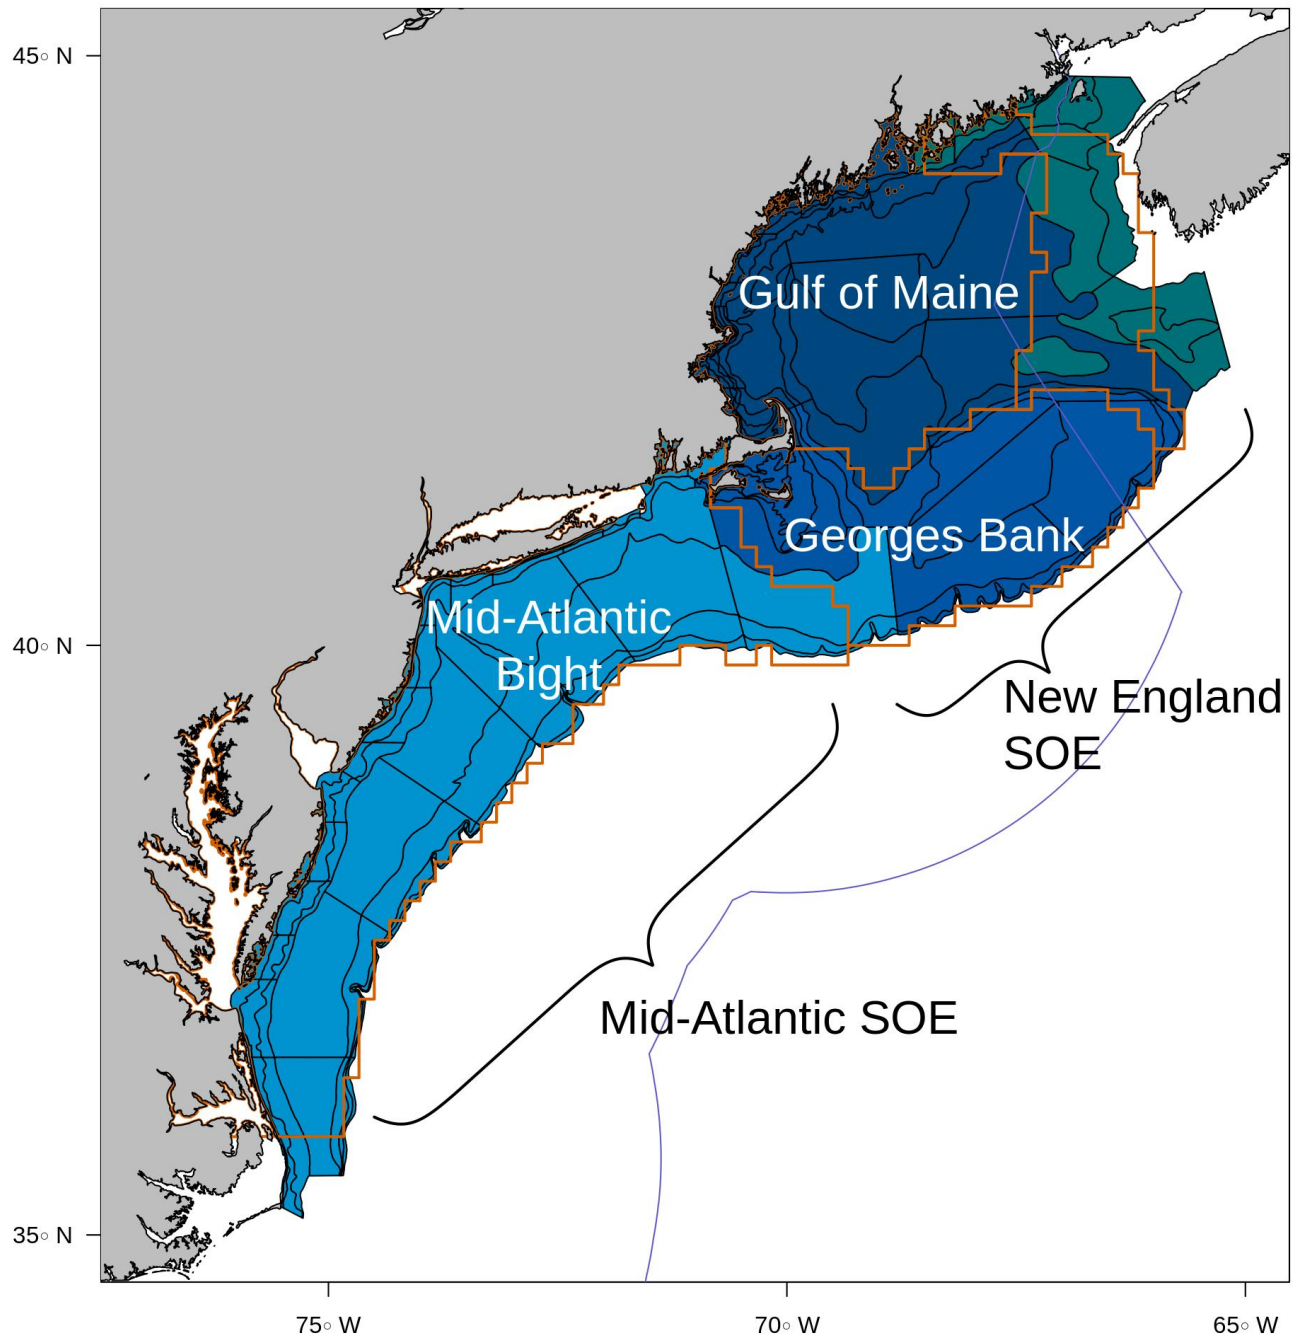 45° N
Gulf of Maine
Georges Bank
Mid-Atlantic
Bight
40° N
New England
SOE
Mid-Atlantic SOE
35° N
75° W
70° W
65° W